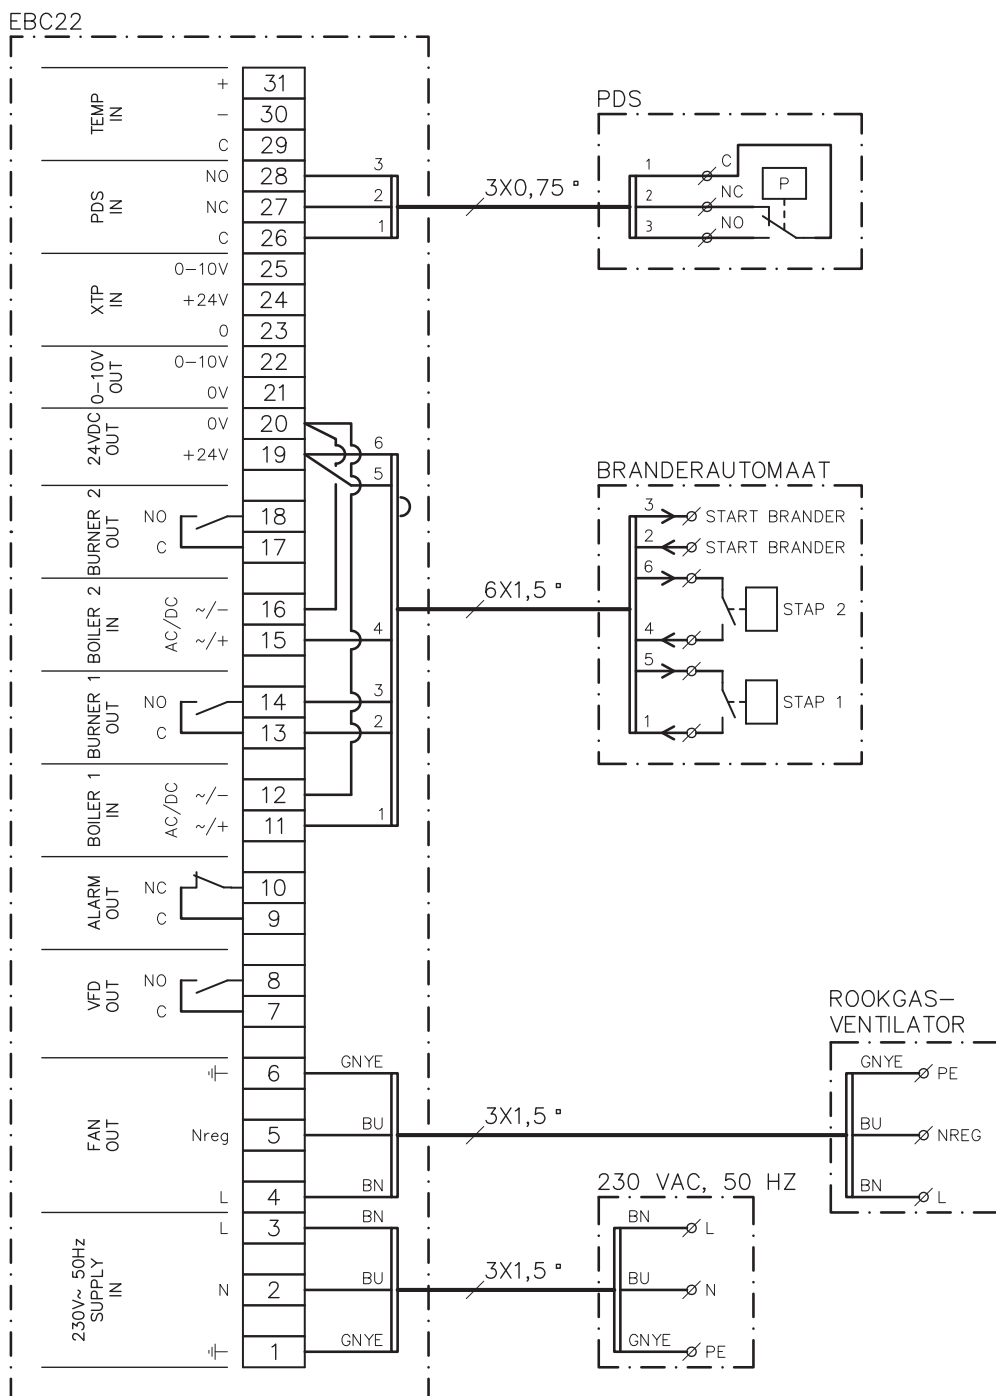 EBC22
TEMP IN
+ 31
- 30
C 29
PDS IN
NO 28 3
NC 27 2
C 26 1
XTP IN
0-10V 25
+24V 24
0 23
0-10V OUT
0-10V 22
0V 21
24VDC OUT
0V 20
+24V 19 6
5
BURNER 2 OUT
NO 18
C 17
BOILER 2 IN
AC/DC
~/- 16
~/+ 15 4
BURNER 1 OUT
NO 14 3
C 13 2
BOILER 1 IN
AC/DC
~/- 12
~/+ 11 1
ALARM OUT
NC 10
C 9
VFD OUT
NO 8
C 7
FAN OUT
6 GNYE
Nreg 5 BU
L 4 BN
230V~ 50Hz SUPPLY IN
L 3 BN
N 2 BU
1 GNYE
3X0,75 ▫
PDS
1 C
2 NC
3 NO
P
6X1,5 ▫
BRANDERAUTOMAAT
3 START BRANDER
2 START BRANDER
6
STAP 2
4
5
STAP 1
1
3X1,5 ▫
ROOKGAS-
VENTILATOR
GNYE PE
BU NREG
BN L
3X1,5 ▫
230 VAC, 50 HZ
BN L
BU N
GNYE PE